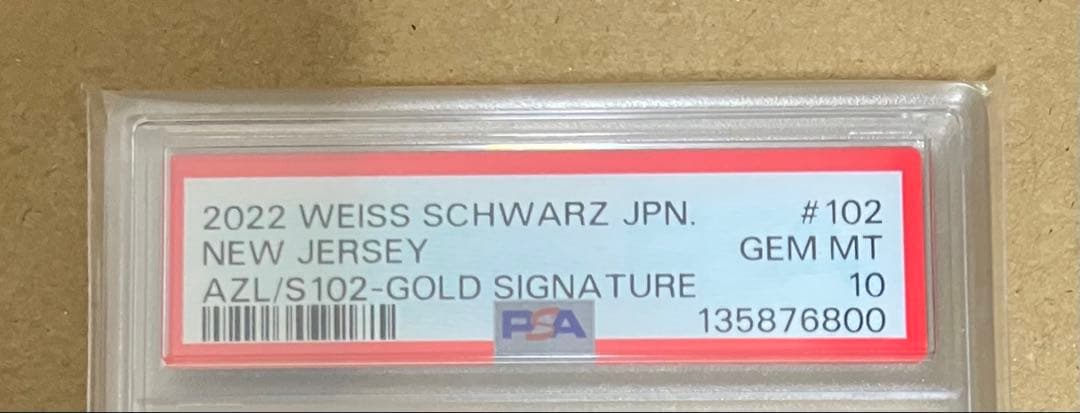 2022 WEISS SCHWARZ JPN. #102
NEW JERSEY GEM MT
AZL/S102-GOLD SIGNATURE 10
PSA 135876800